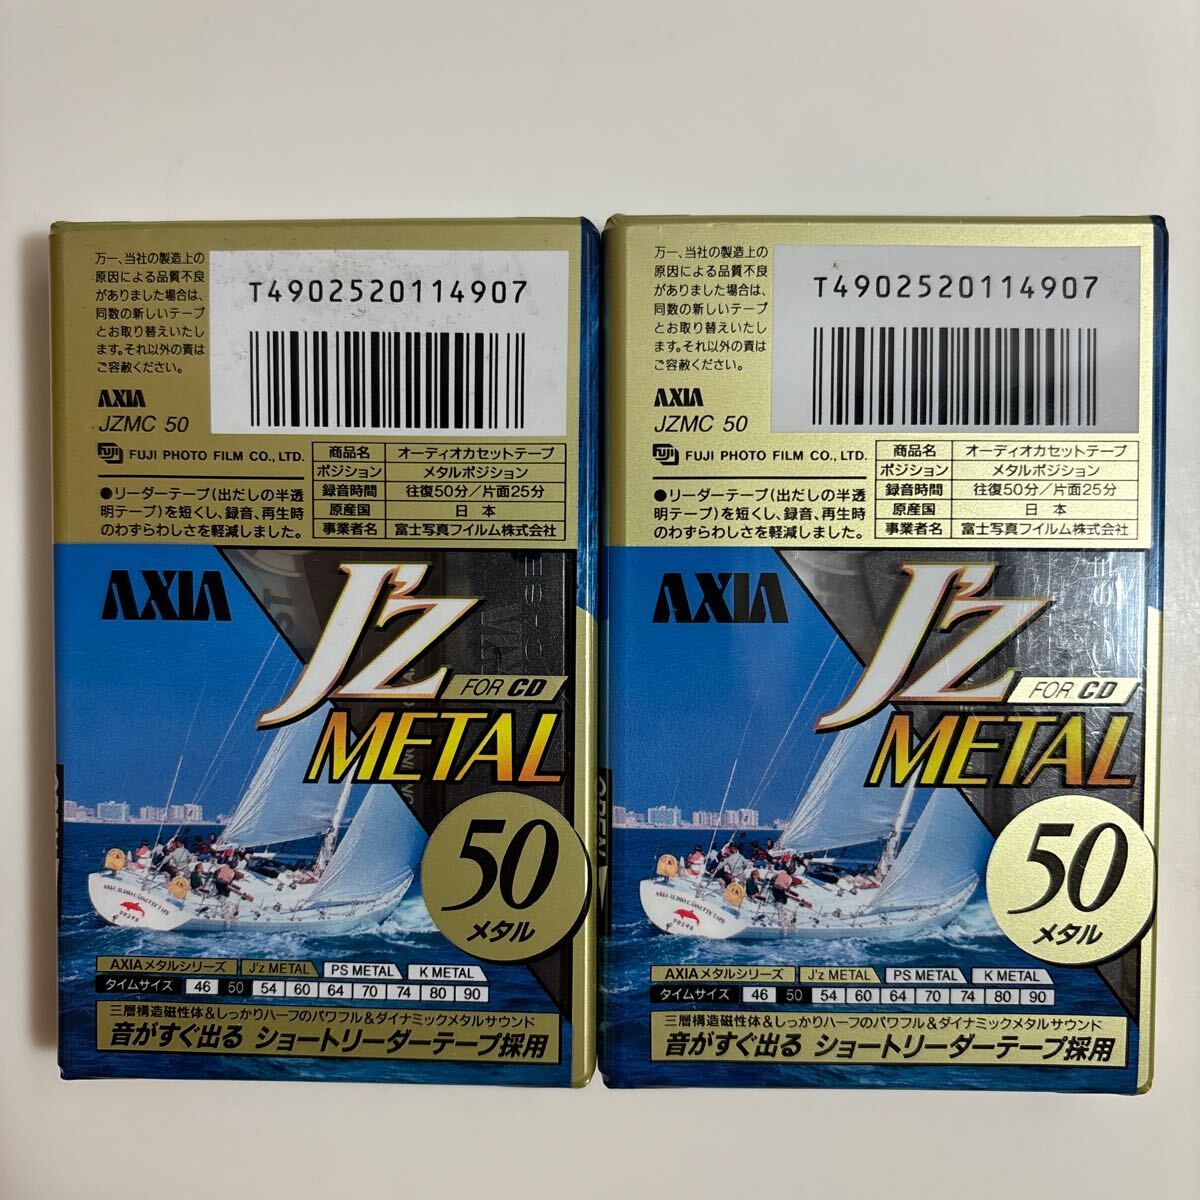 万一、当社の製造上の
原因による品質不良
がありました場合は、
同数の新しいテープ
とお取り替えいたし
ます。それ以外の責は
ご容赦ください。
T4902520114907
AXIA
JZMC 50
FUJI FUJI PHOTO FILM CO., LTD.
●リーダーテープ(出だしの半透
明テープ)を短くし、録音、再生時
のわずらわしさを軽減しました。
商品名 オーディオカセットテープ
ポジション メタルポジション
録音時間 往復50分/片面25分
原産国 日本
事業者名 富士写真フイルム株式会社
AXIA
J'z
FOR CD
METAL
50
メタル
AXIA AUDIO CASSETTE TAPE
90296
AXIAメタルシリーズ J'z METAL PS METAL K METAL
タイムサイズ 46 50 54 60 64 70 74 80 90
三層構造磁性体&しっかりハーフのパワフル&ダイナミックメタルサウンド
音がすぐ出る ショートリーダーテープ採用
万一、当社の製造上の
原因による品質不良
がありました場合は、
同数の新しいテープ
とお取り替えいたし
ます。それ以外の責は
ご容赦ください。
T4902520114907
AXIA
JZMC 50
FUJI FUJI PHOTO FILM CO., LTD.
●リーダーテープ(出だしの半透
明テープ)を短くし、録音、再生時
のわずらわしさを軽減しました。
商品名 オーディオカセットテープ
ポジション メタルポジション
録音時間 往復50分/片面25分
原産国 日本
事業者名 富士写真フイルム株式会社
AXIA
J'z
FOR CD
METAL
50
メタル
AXIA AUDIO CASSETTE TAPE
90296
AXIAメタルシリーズ J'z METAL PS METAL K METAL
タイムサイズ 46 50 54 60 64 70 74 80 90
三層構造磁性体&しっかりハーフのパワフル&ダイナミックメタルサウンド
音がすぐ出る ショートリーダーテープ採用